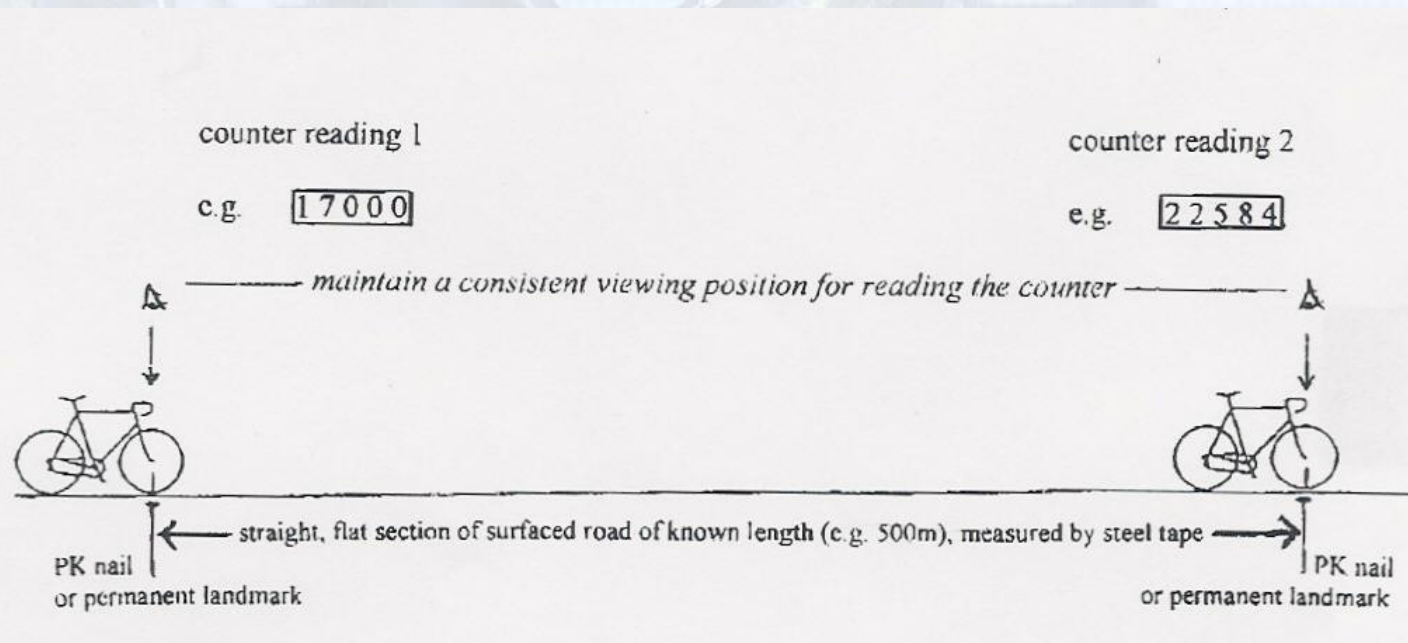 counter reading 1
counter reading 2
c.g. 17000
e.g. 22584
maintain a consistent viewing position for reading the counter
straight, flat section of surfaced road of known length (c.g. 500m), measured by steel tape
PK nail
or permanent landmark
PK nail
or permanent landmark